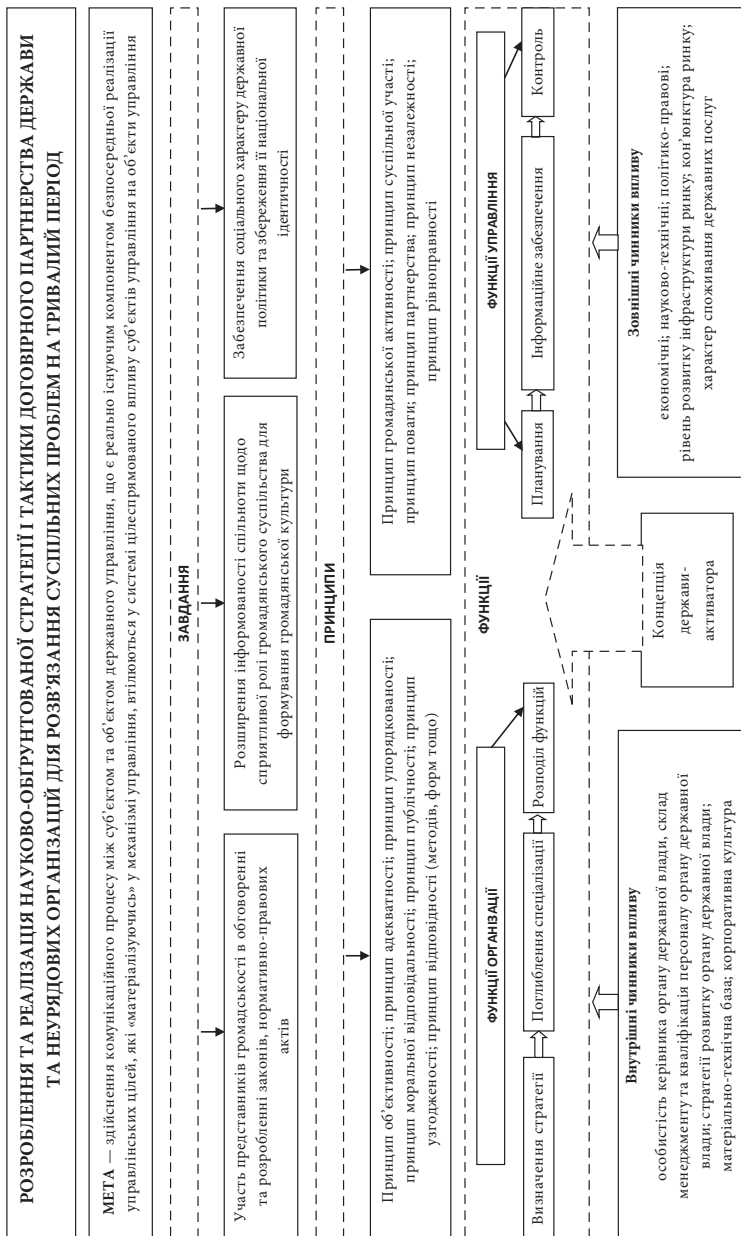 РОЗРОБЛЕННЯ ТА РЕАЛІЗАЦІЯ НАУКОВО-ОБҐРУНТОВАНОЇ СТРАТЕГІЇ І ТАКТИКИ ДОГОВІРНОГО ПАРТНЕРСТВА ДЕРЖАВИ
ТА НЕУРЯДОВИХ ОРГАНІЗАЦІЙ ДЛЯ РОЗВ’ЯЗАННЯ СУСПІЛЬНИХ ПРОБЛЕМ НА ТРИВАЛИЙ ПЕРІОД
МЕТА — здійснення комунікаційного процесу між суб’єктом та об’єктом державного управління, що є реально існуючим компонентом безпосередньої реалізації
управлінських цілей, які «матеріалізуючись» у механізмі управління, втілюються у системі цілеспрямованого впливу суб’єктів управління на об’єкти управління
ЗАВДАННЯ
Участь представників громадськості в обговоренні
та розробленні законів, нормативно-правових
актів
Розширення інформованості спільноти щодо
сприятливої ролі громадянського суспільства для
формування громадянської культури
Забезпечення соціального характеру державної
політики та збереження її національної
ідентичності
ПРИНЦИПИ
Принцип об’єктивності; принцип адекватності; принцип упорядкованості;
принцип моральної відповідальності; принцип публічності; принцип
узгодженості; принцип відповідності (методів, форм тощо)
Принцип громадянської активності; принцип суспільної участі;
принцип поваги; принцип партнерства; принцип незалежності;
принцип рівноправності
ФУНКЦІЇ
ФУНКЦІЇ ОРГАНІЗАЦІЇ
ФУНКЦІЇ УПРАВЛІННЯ
Визначення стратегії
Поглиблення спеціалізації
Розподіл функцій
Планування
Інформаційне забезпечення
Контроль
Внутрішні чинники впливу
особистість керівника органу державної влади, склад
менеджменту та кваліфікація персоналу органу державної
влади; стратегії розвитку органу державної влади;
матеріально-технічна база; корпоративна культура
Концепція
держави-
активатора
Зовнішні чинники впливу
економічні; науково-технічні; політико-правові;
рівень розвитку інфраструктури ринку; кон’юнктура ринку;
характер споживання державних послуг